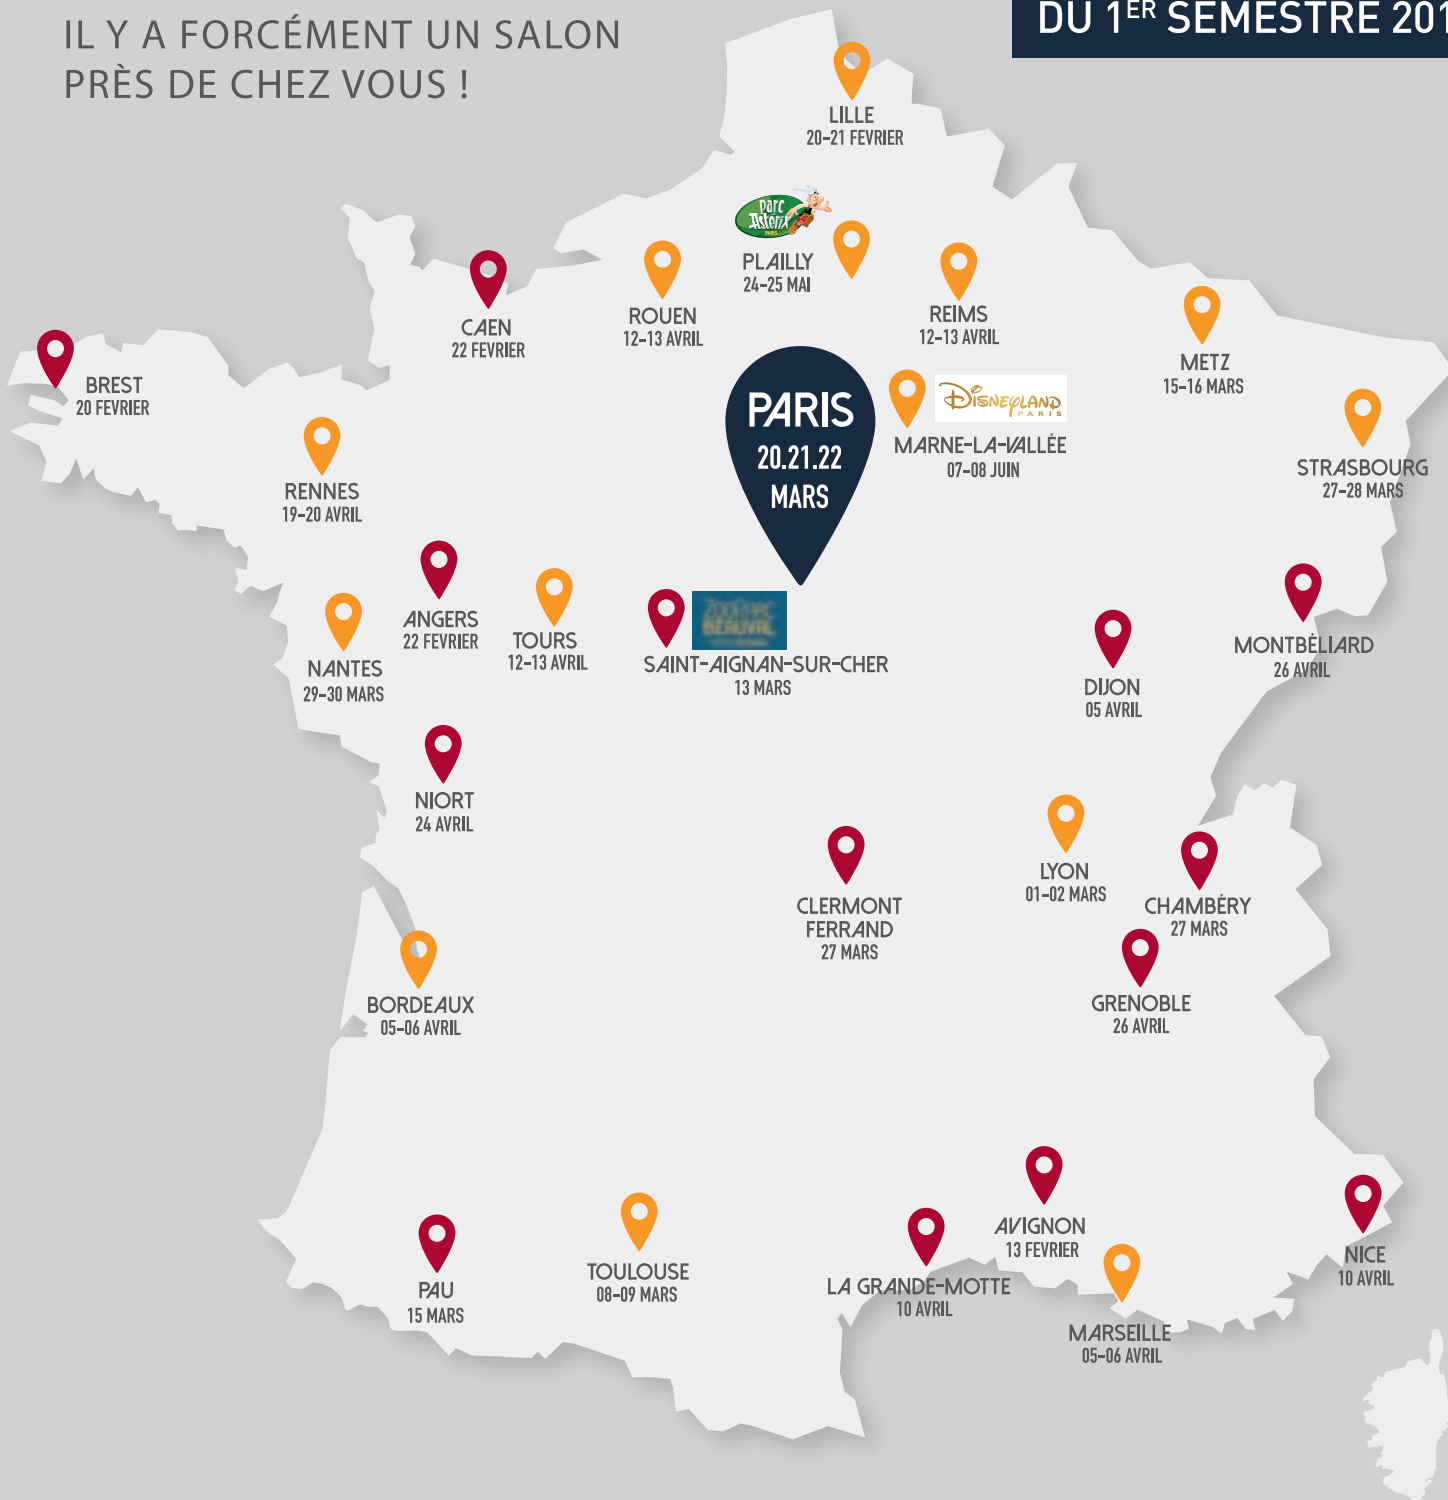 IL Y A FORCÉMENT UN SALON
PRÈS DE CHEZ VOUS !
DU 1ER SEMESTRE 201
LILLE
20-21 FEVRIER
parc
Astérix
PARIS
PLAILLY
24-25 MAI
CAEN
22 FEVRIER
ROUEN
12-13 AVRIL
REIMS
12-13 AVRIL
METZ
15-16 MARS
BREST
20 FEVRIER
PARIS
20.21.22
MARS
Disneyland
PARIS
MARNE-LA-VALLÉE
07-08 JUIN
STRASBOURG
27-28 MARS
RENNES
19-20 AVRIL
ANGERS
22 FEVRIER
TOURS
12-13 AVRIL
ZOOPARC
BEAUVAL
SAINT-AIGNAN-SUR-CHER
13 MARS
NANTES
29-30 MARS
DIJON
05 AVRIL
MONTBÉLIARD
26 AVRIL
NIORT
24 AVRIL
CLERMONT
FERRAND
27 MARS
LYON
01-02 MARS
CHAMBÉRY
27 MARS
GRENOBLE
26 AVRIL
BORDEAUX
05-06 AVRIL
PAU
15 MARS
TOULOUSE
08-09 MARS
LA GRANDE-MOTTE
10 AVRIL
AVIGNON
13 FEVRIER
MARSEILLE
05-06 AVRIL
NICE
10 AVRIL